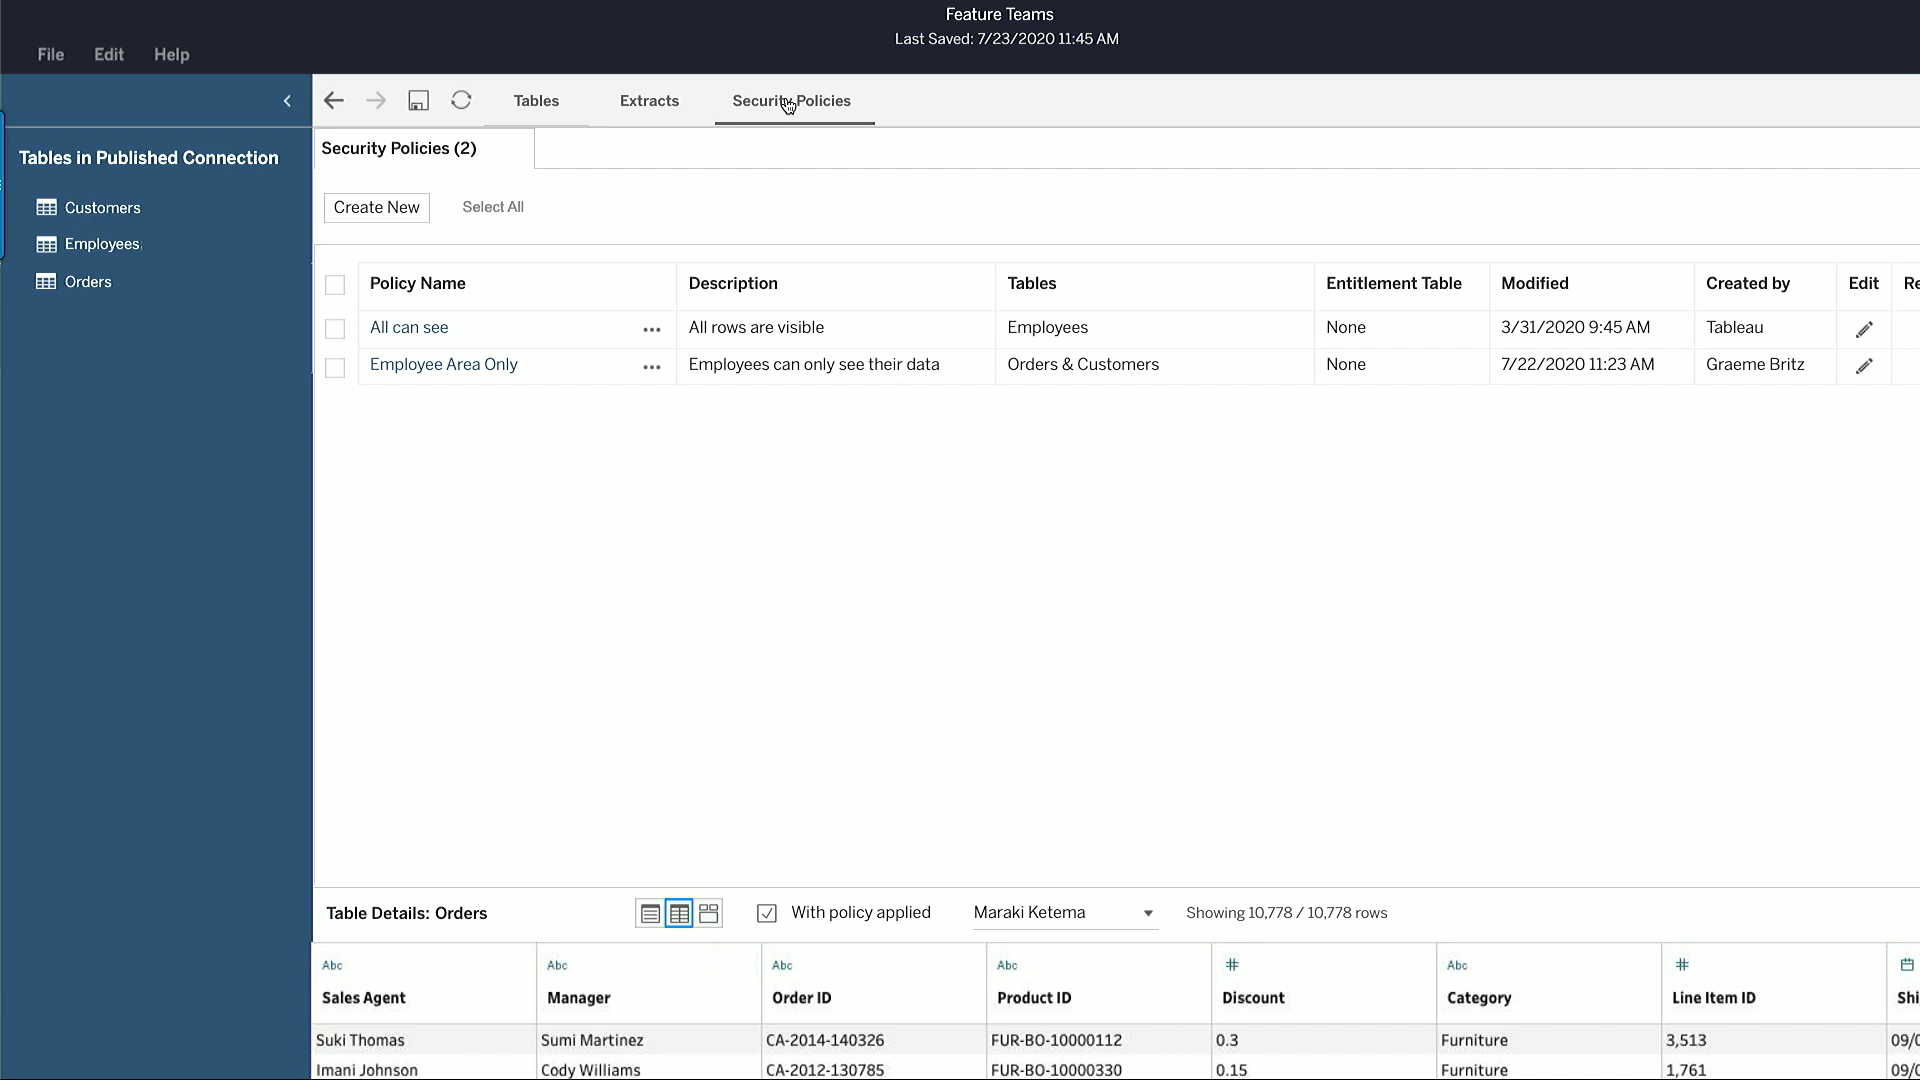 Feature Teams
Last Saved: 7/23/2020 11:45 AM
File Edit Help
Tables Extracts Security Policies
Tables in Published Connection
Customers
Employees
Orders
Security Policies (2)
Create New Select All
Policy Name Description Tables Entitlement Table Modified Created by Edit Re
All can see ... All rows are visible Employees None 3/31/2020 9:45 AM Tableau
Employee Area Only ... Employees can only see their data Orders & Customers None 7/22/2020 11:23 AM Graeme Britz
Table Details: Orders With policy applied Maraki Ketema Showing 10,778 / 10,778 rows
Abc Abc Abc Abc # Abc #
Sales Agent Manager Order ID Product ID Discount Category Line Item ID Shi
Suki Thomas Sumi Martinez CA-2014-140326 FUR-BO-10000112 0.3 Furniture 3,513 09/0
Imani Johnson Cody Williams CA-2012-130785 FUR-BO-10000330 0.15 Furniture 1,761 09/0